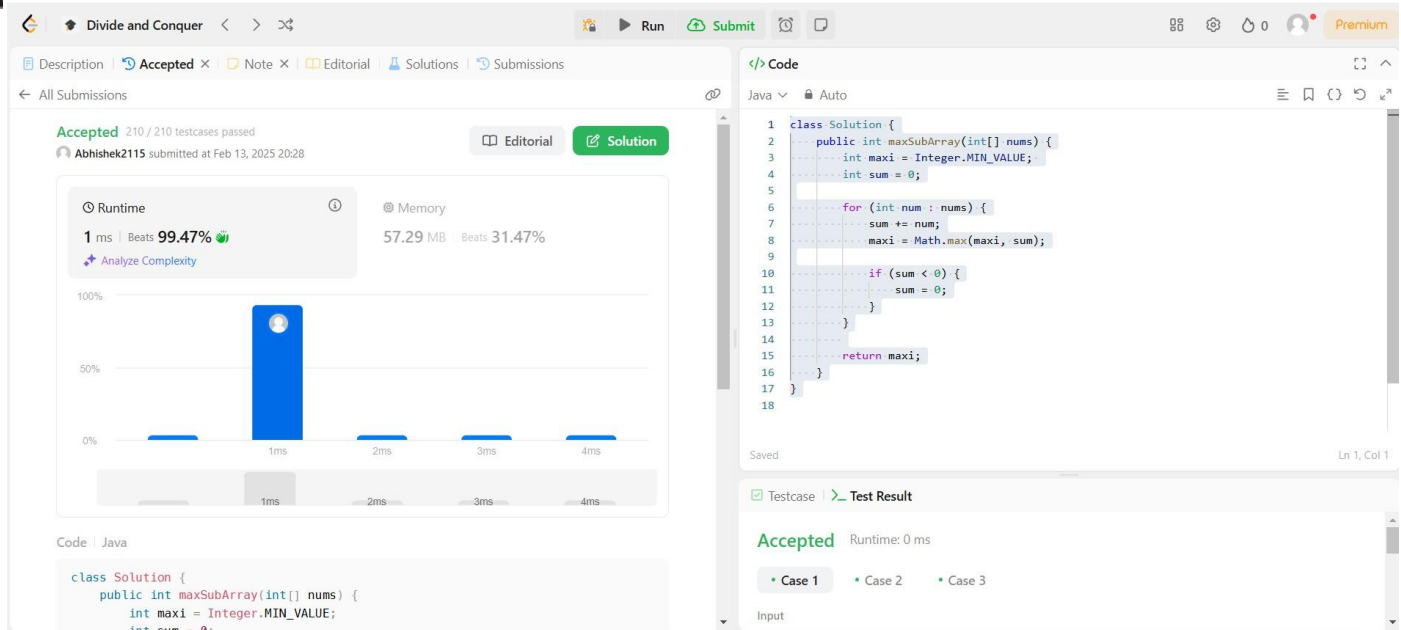 Divide and Conquer
Run
Submit
0
Premium
Description
Accepted
Note
Editorial
Solutions
Submissions
All Submissions
Accepted 210 / 210 testcases passed
Abhishek2115 submitted at Feb 13, 2025 20:28
Editorial
Solution
Runtime
1 ms Beats 99.47%
Analyze Complexity
Memory
57.29 MB Beats 31.47%
100%
50%
0%
1ms 2ms 3ms 4ms
1ms 2ms 3ms 4ms
Code Java
class Solution {
    public int maxSubArray(int[] nums) {
        int maxi = Integer.MIN_VALUE;
        int sum = 0;
</> Code
Java Auto
1 class Solution {
2     public int maxSubArray(int[] nums) {
3         int maxi = Integer.MIN_VALUE;
4         int sum = 0;
5
6         for (int num : nums) {
7             sum += num;
8             maxi = Math.max(maxi, sum);
9
10             if (sum < 0) {
11                 sum = 0;
12             }
13         }
14
15         return maxi;
16     }
17 }
18
Saved
Ln 1, Col 1
Testcase
Test Result
Accepted Runtime: 0 ms
Case 1 Case 2 Case 3
Input